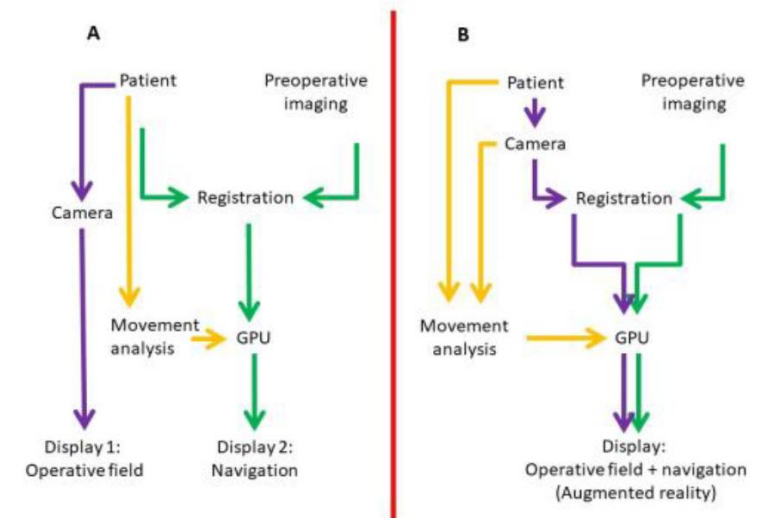 A
Patient
Preoperative
imaging
Registration
Camera
Movement
analysis
GPU
Display 1:
Operative field
Display 2:
Navigation
B
Patient
Preoperative
imaging
Camera
Registration
Movement
analysis
GPU
Display:
Operative field + navigation
(Augmented reality)